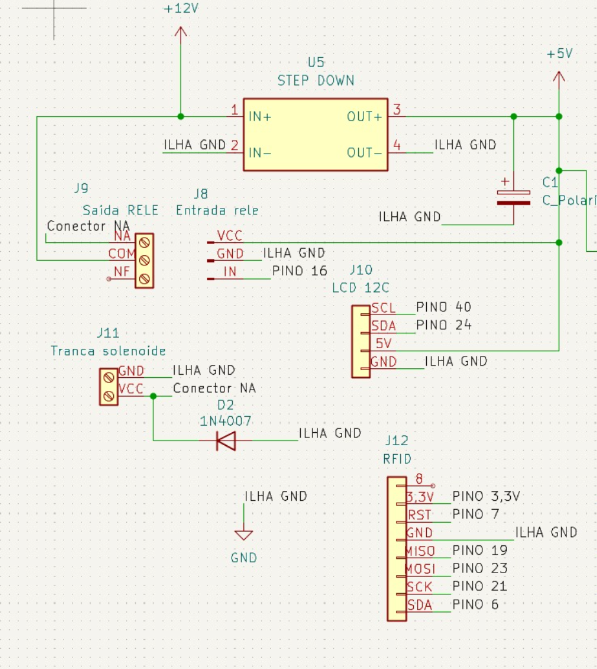 +12V
+5V
U5
STEP DOWN
1 IN+ OUT+ 3
ILHA GND 2 IN- OUT- 4 ILHA GND
C1
C_Polari
ILHA GND
J9
Saida RELE
Conector NA
NA
COM
NF
J8
Entrada rele
VCC
GND ILHA GND
IN PINO 16
J10
LCD 12C
SCL PINO 40
SDA PINO 24
5V
GND ILHA GND
J11
Tranca solenoide
GND ILHA GND
VCC Conector NA
D2
1N4007
ILHA GND
ILHA GND
GND
J12
RFID
8
3,3V PINO 3,3V
RST PINO 7
GND ILHA GND
MISO PINO 19
MOSI PINO 23
SCK PINO 21
SDA PINO 6